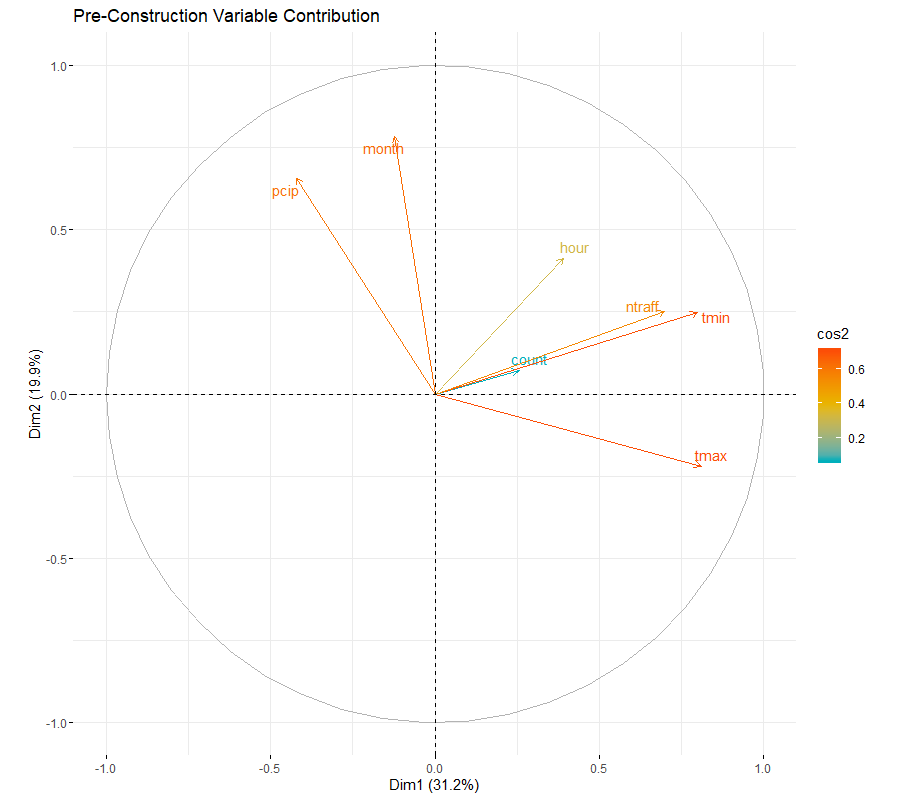 Pre-Construction Variable Contribution
1.0
month
pcip
0.5
hour
ntraff
tmin
cos2
count
0.6
Dim2 (19.9%)
0.0
0.4
0.2
tmax
-0.5
-1.0
-1.0
-0.5
0.0
0.5
1.0
Dim1 (31.2%)